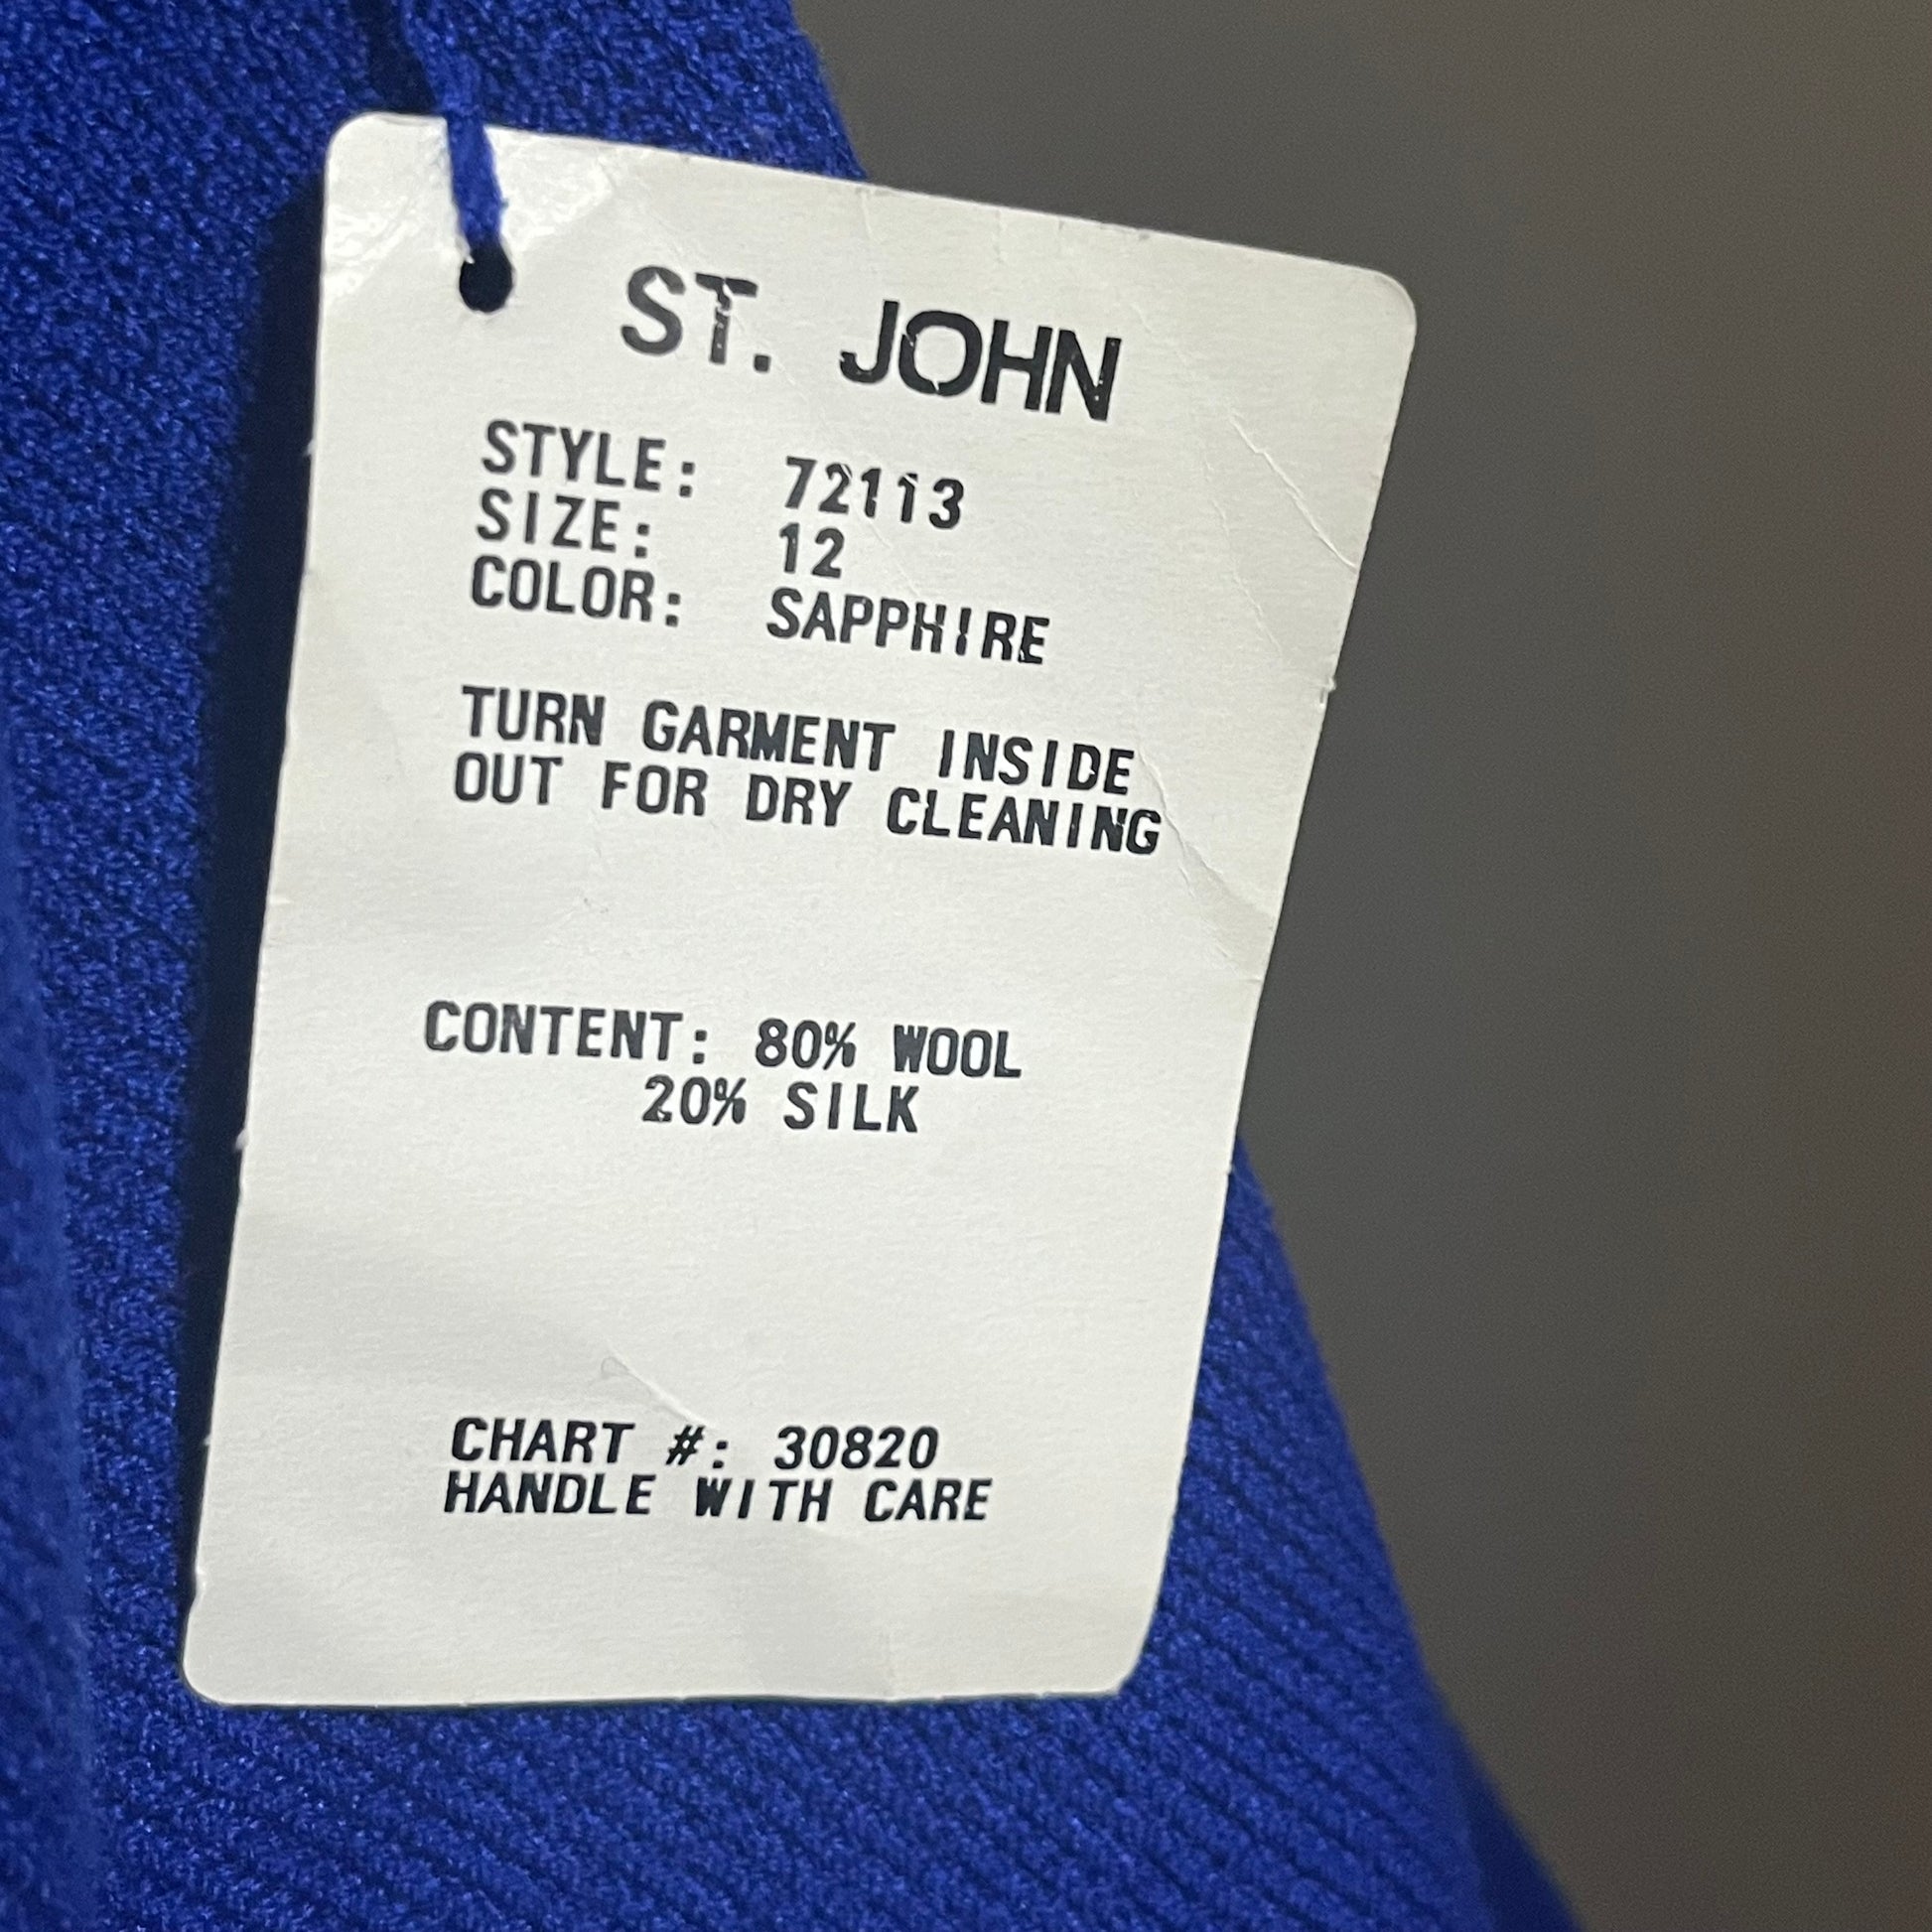 ST. JOHN
STYLE: 72113
SIZE: 12
COLOR: SAPPHIRE
TURN GARMENT INSIDE
OUT FOR DRY CLEANING
CONTENT: 80% WOOL
20% SILK
CHART #: 30820
HANDLE WITH CARE